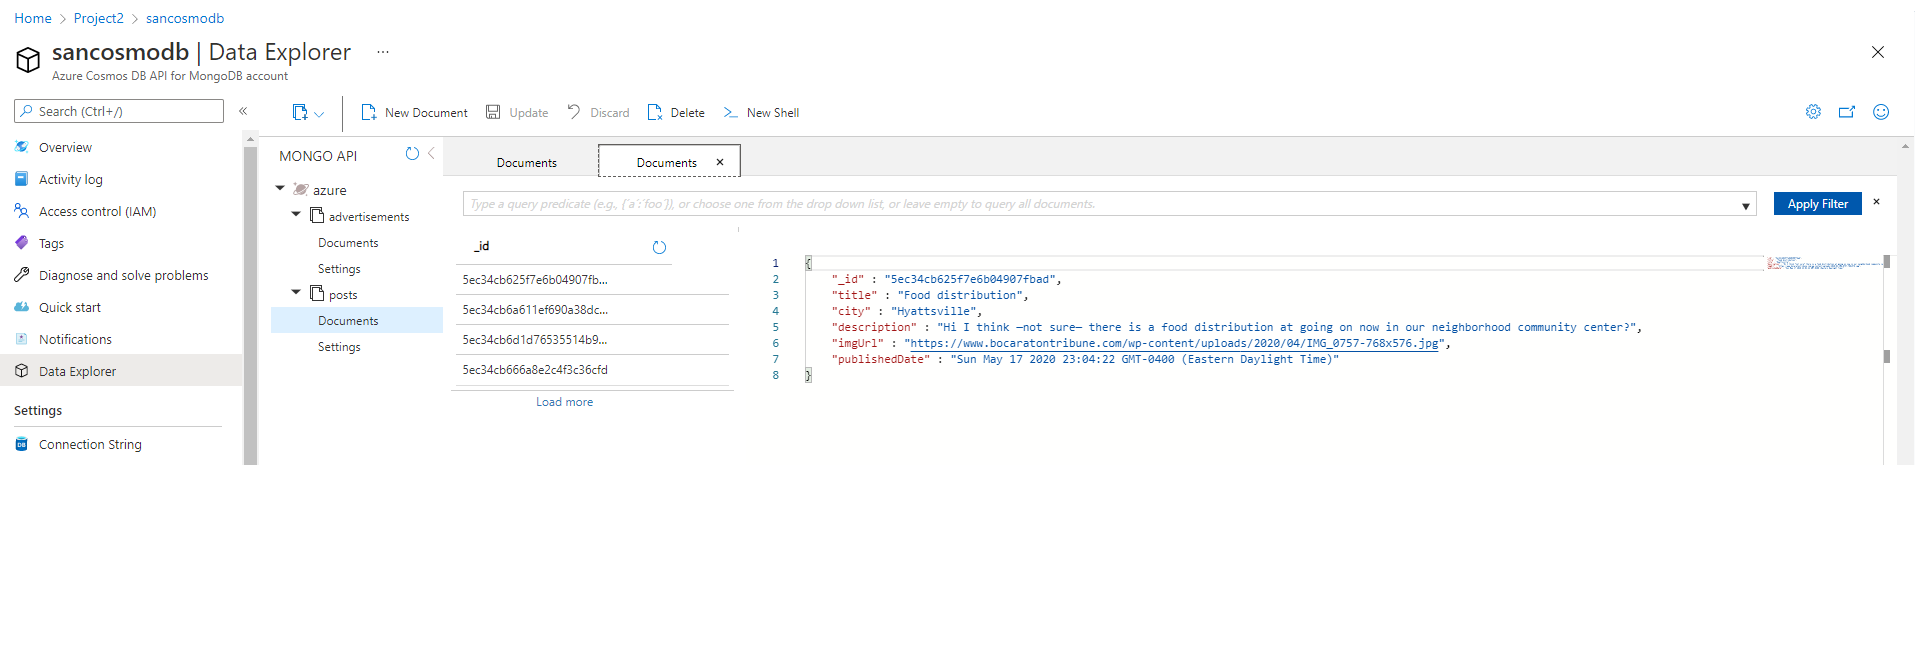 Home > Project2 > sancosmodb
sancosmodb | Data Explorer ...
Azure Cosmos DB API for MongoDB account
Search (Ctrl+/)
«
Overview
Activity log
Access control (IAM)
Tags
Diagnose and solve problems
Quick start
Notifications
Data Explorer
Settings
Connection String
New Document
Update
Discard
Delete
New Shell
MONGO API
azure
advertisements
Documents
Settings
posts
Documents
Settings
Documents
Documents
Type a query predicate (e.g., {´a´:´foo´}), or choose one from the drop down list, or leave empty to query all documents.
Apply Filter
_id
5ec34cb625f7e6b04907fb...
5ec34cb6a611ef690a38dc...
5ec34cb6d1d76535514b9...
5ec34cb666a8e2c4f3c36cfd
Load more
1 {
2 "_id" : "5ec34cb625f7e6b04907fbad",
3 "title" : "Food distribution",
4 "city" : "Hyattsville",
5 "description" : "Hi I think —not sure— there is a food distribution at going on now in our neighborhood community center?",
6 "imgUrl" : "https://www.bocaratontribune.com/wp-content/uploads/2020/04/IMG_0757-768x576.jpg",
7 "publishedDate" : "Sun May 17 2020 23:04:22 GMT-0400 (Eastern Daylight Time)"
8 }